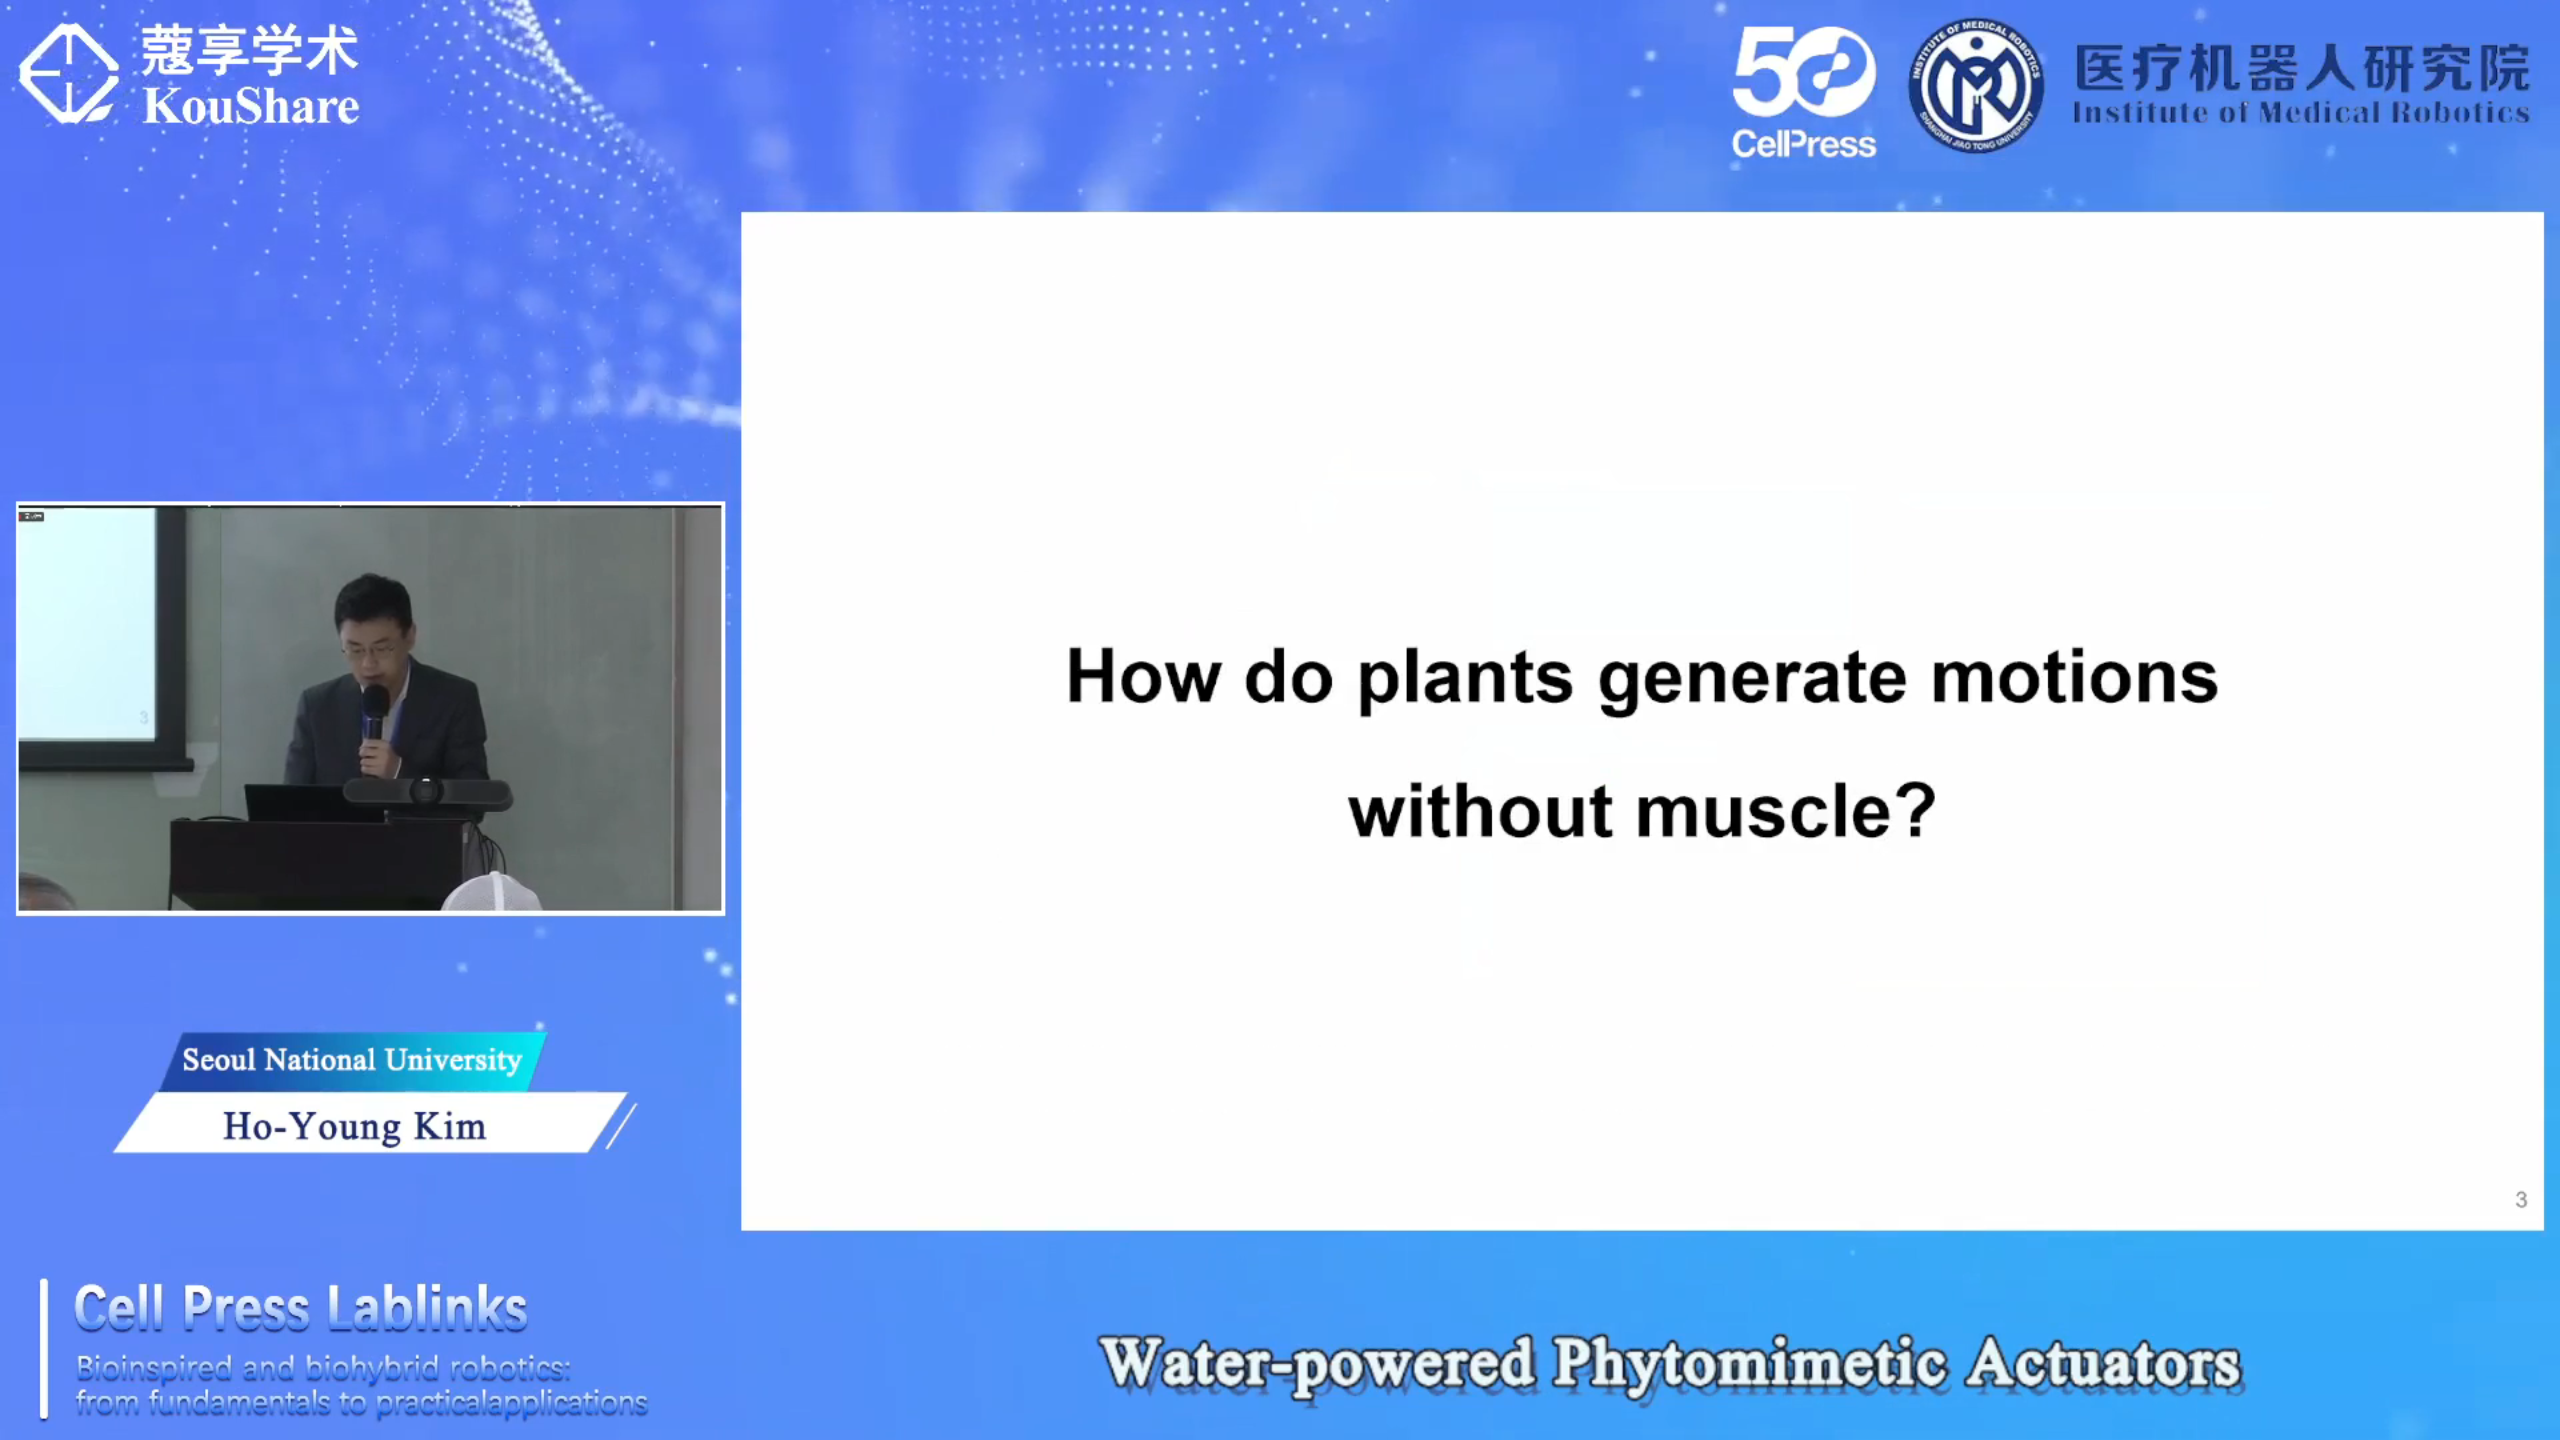 蔻享学术
KouShare
50
CellPress
INSTITUTE OF MEDICAL ROBOTICS
SHANGHAI JIAO TONG UNIVERSITY
医疗机器人研究院
Institute of Medical Robotics
How do plants generate motions
without muscle?
3
3
Seoul National University
Ho-Young Kim
Cell Press Lablinks
Bioinspired and biohybrid robotics:
from fundamentals to practicalapplications
Water-powered Phytomimetic Actuators